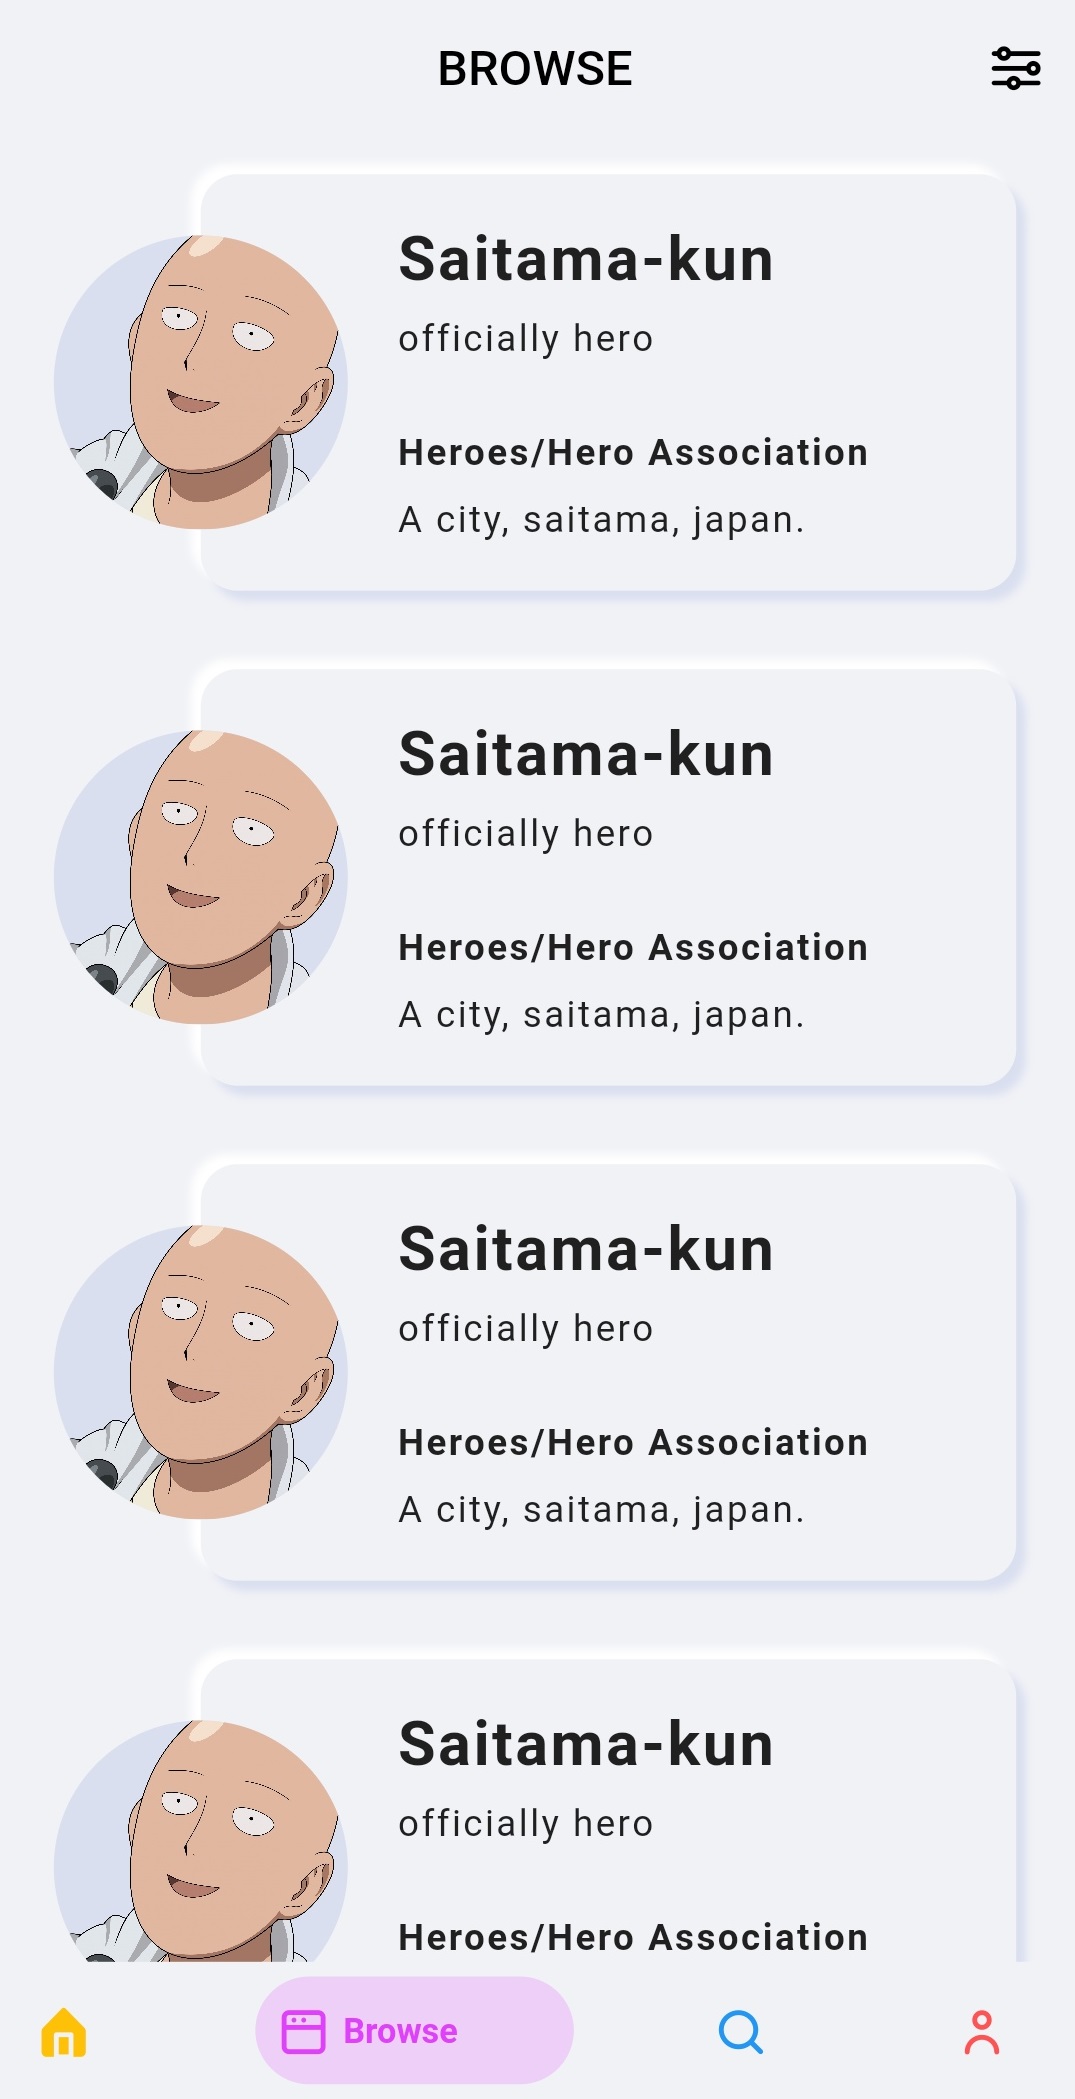 BROWSE
Saitama-kun
officially hero
Heroes/Hero Association
A city, saitama, japan.
Saitama-kun
officially hero
Heroes/Hero Association
A city, saitama, japan.
Saitama-kun
officially hero
Heroes/Hero Association
A city, saitama, japan.
Saitama-kun
officially hero
Heroes/Hero Association
Browse